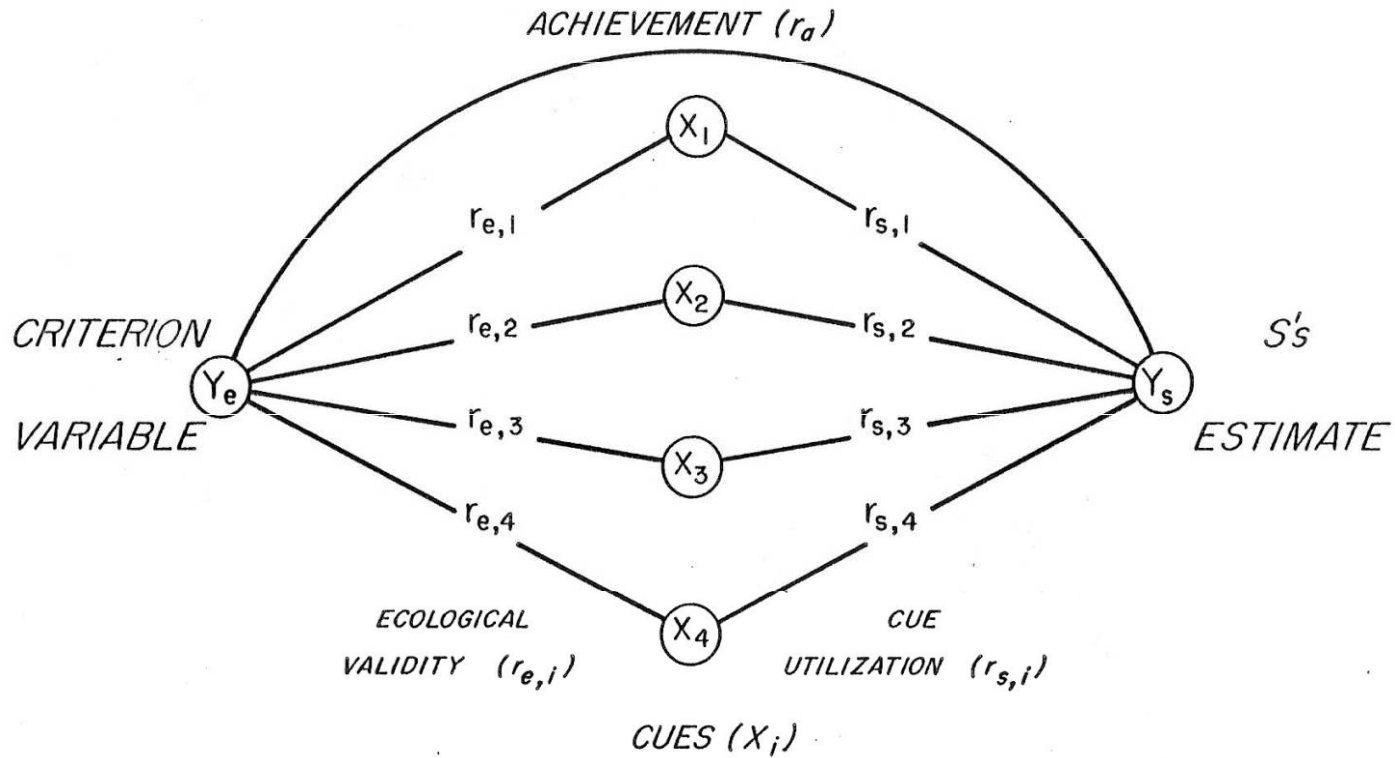 ACHIEVEMENT (ra)
X1
re,1
rs,1
X2
re,2
rs,2
CRITERION
S's
Ye
Ys
VARIABLE
re,3
rs,3
ESTIMATE
X3
re,4
rs,4
X4
ECOLOGICAL
VALIDITY (re,i)
CUE
UTILIZATION (rs,i)
CUES (Xi)